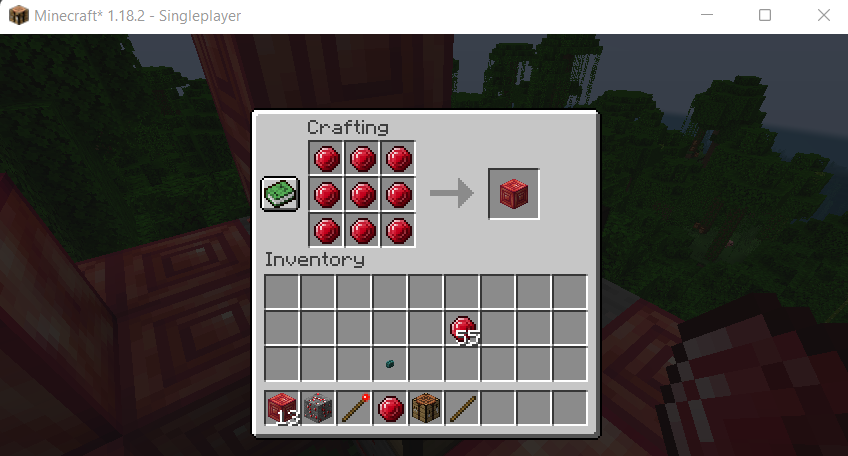 Minecraft* 1.18.2 - Singleplayer
Crafting
Inventory
55
13